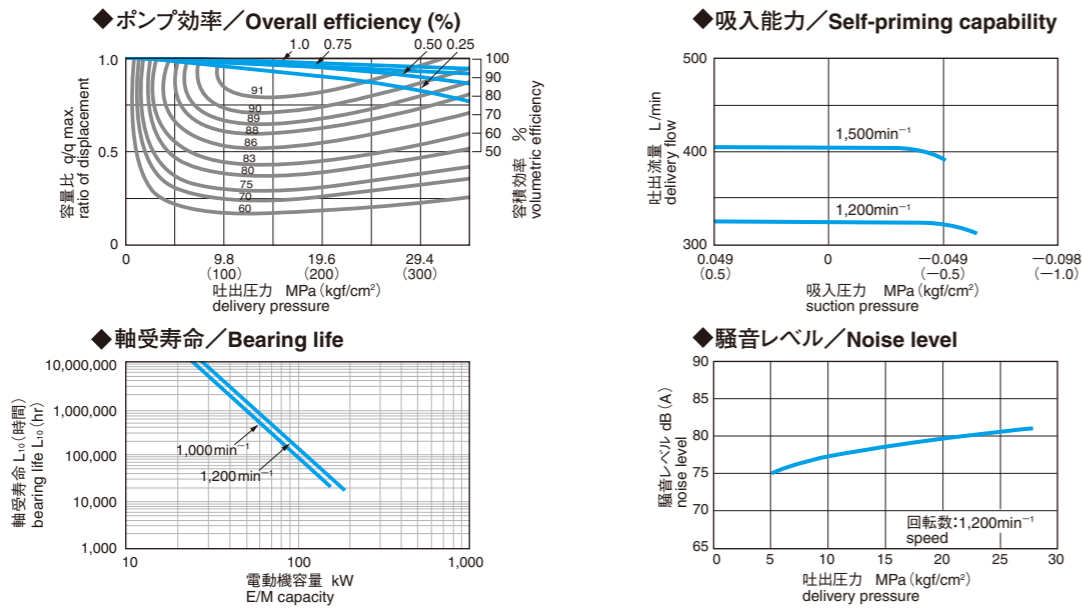 ◆ポンプ効率／Overall efficiency (%)
1.0 0.75 0.50 0.25
1.0
0.5
0
容量比 q/q max.
ratio of displacement
91
90
89
88
86
83
80
75
70
60
100
90
80
70
60
50
容積効率 %
volumetric efficiency
0 9.8 19.6 29.4
(100) (200) (300)
吐出圧力 MPa(kgf/cm²)
delivery pressure
◆吸入能力／Self-priming capability
500
400
300
吐出流量 L/min
delivery flow
1,500min⁻¹
1,200min⁻¹
0.049 0 −0.049 −0.098
(0.5) (−0.5) (−1.0)
吸入圧力 MPa(kgf/cm²)
suction pressure
◆軸受寿命／Bearing life
10,000,000
1,000,000
100,000
10,000
1,000
軸受寿命 L₁₀(時間)
bearing life L₁₀(hr)
1,000min⁻¹
1,200min⁻¹
10 100 1,000
電動機容量 kW
E/M capacity
◆騒音レベル／Noise level
90
85
80
75
70
65
騒音レベル dB(A)
noise level
回転数:1,200min⁻¹
speed
0 5 10 15 20 25 30
吐出圧力 MPa(kgf/cm²)
delivery pressure